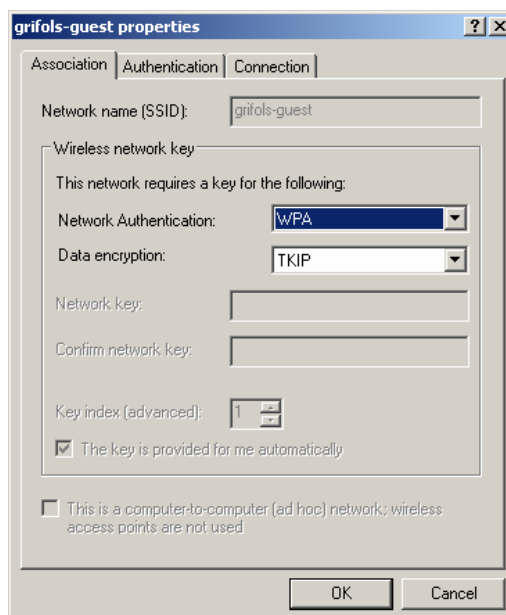 grifols-guest properties
Association
Authentication
Connection
Network name (SSID): grifols-guest
Wireless network key
This network requires a key for the following:
Network Authentication: WPA
Data encryption: TKIP
Network key:
Confirm network key:
Key index (advanced): 1
The key is provided for me automatically
This is a computer-to-computer (ad hoc) network; wireless
access points are not used
OK
Cancel